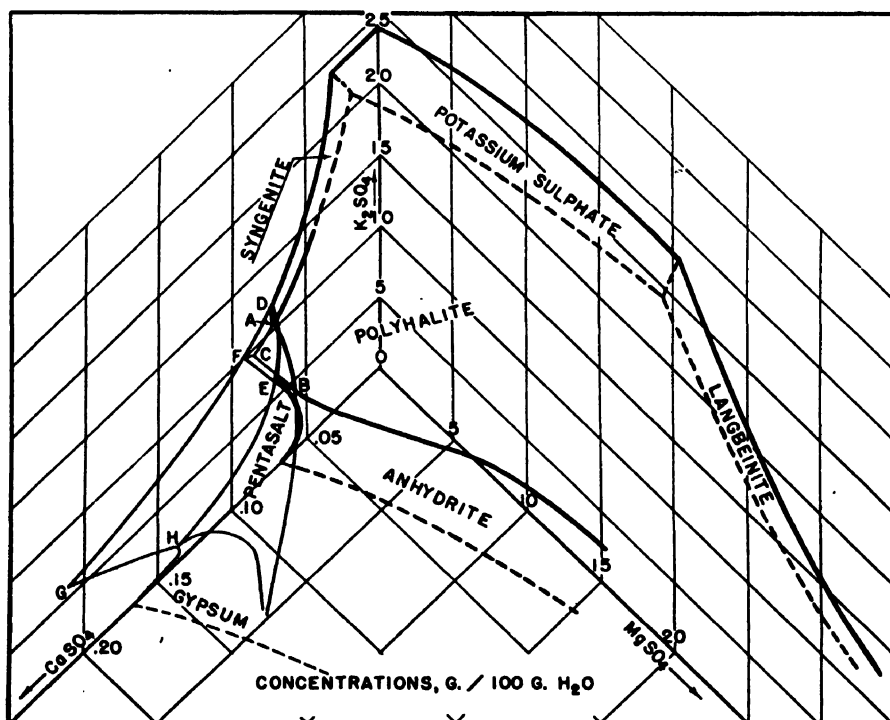 25
20
15
10
5
0
K₂SO₄
POTASSIUM SULPHATE
SYNGENITE
POLYHALITE
LANGBEINITE
D
A
F
C
E
B
PENTASALT
.05
.10
.15
.20
5
10
15
20
ANHYDRITE
H
G
GYPSUM
CaSO₄
MgSO₄
CONCENTRATIONS, G. / 100 G. H₂O